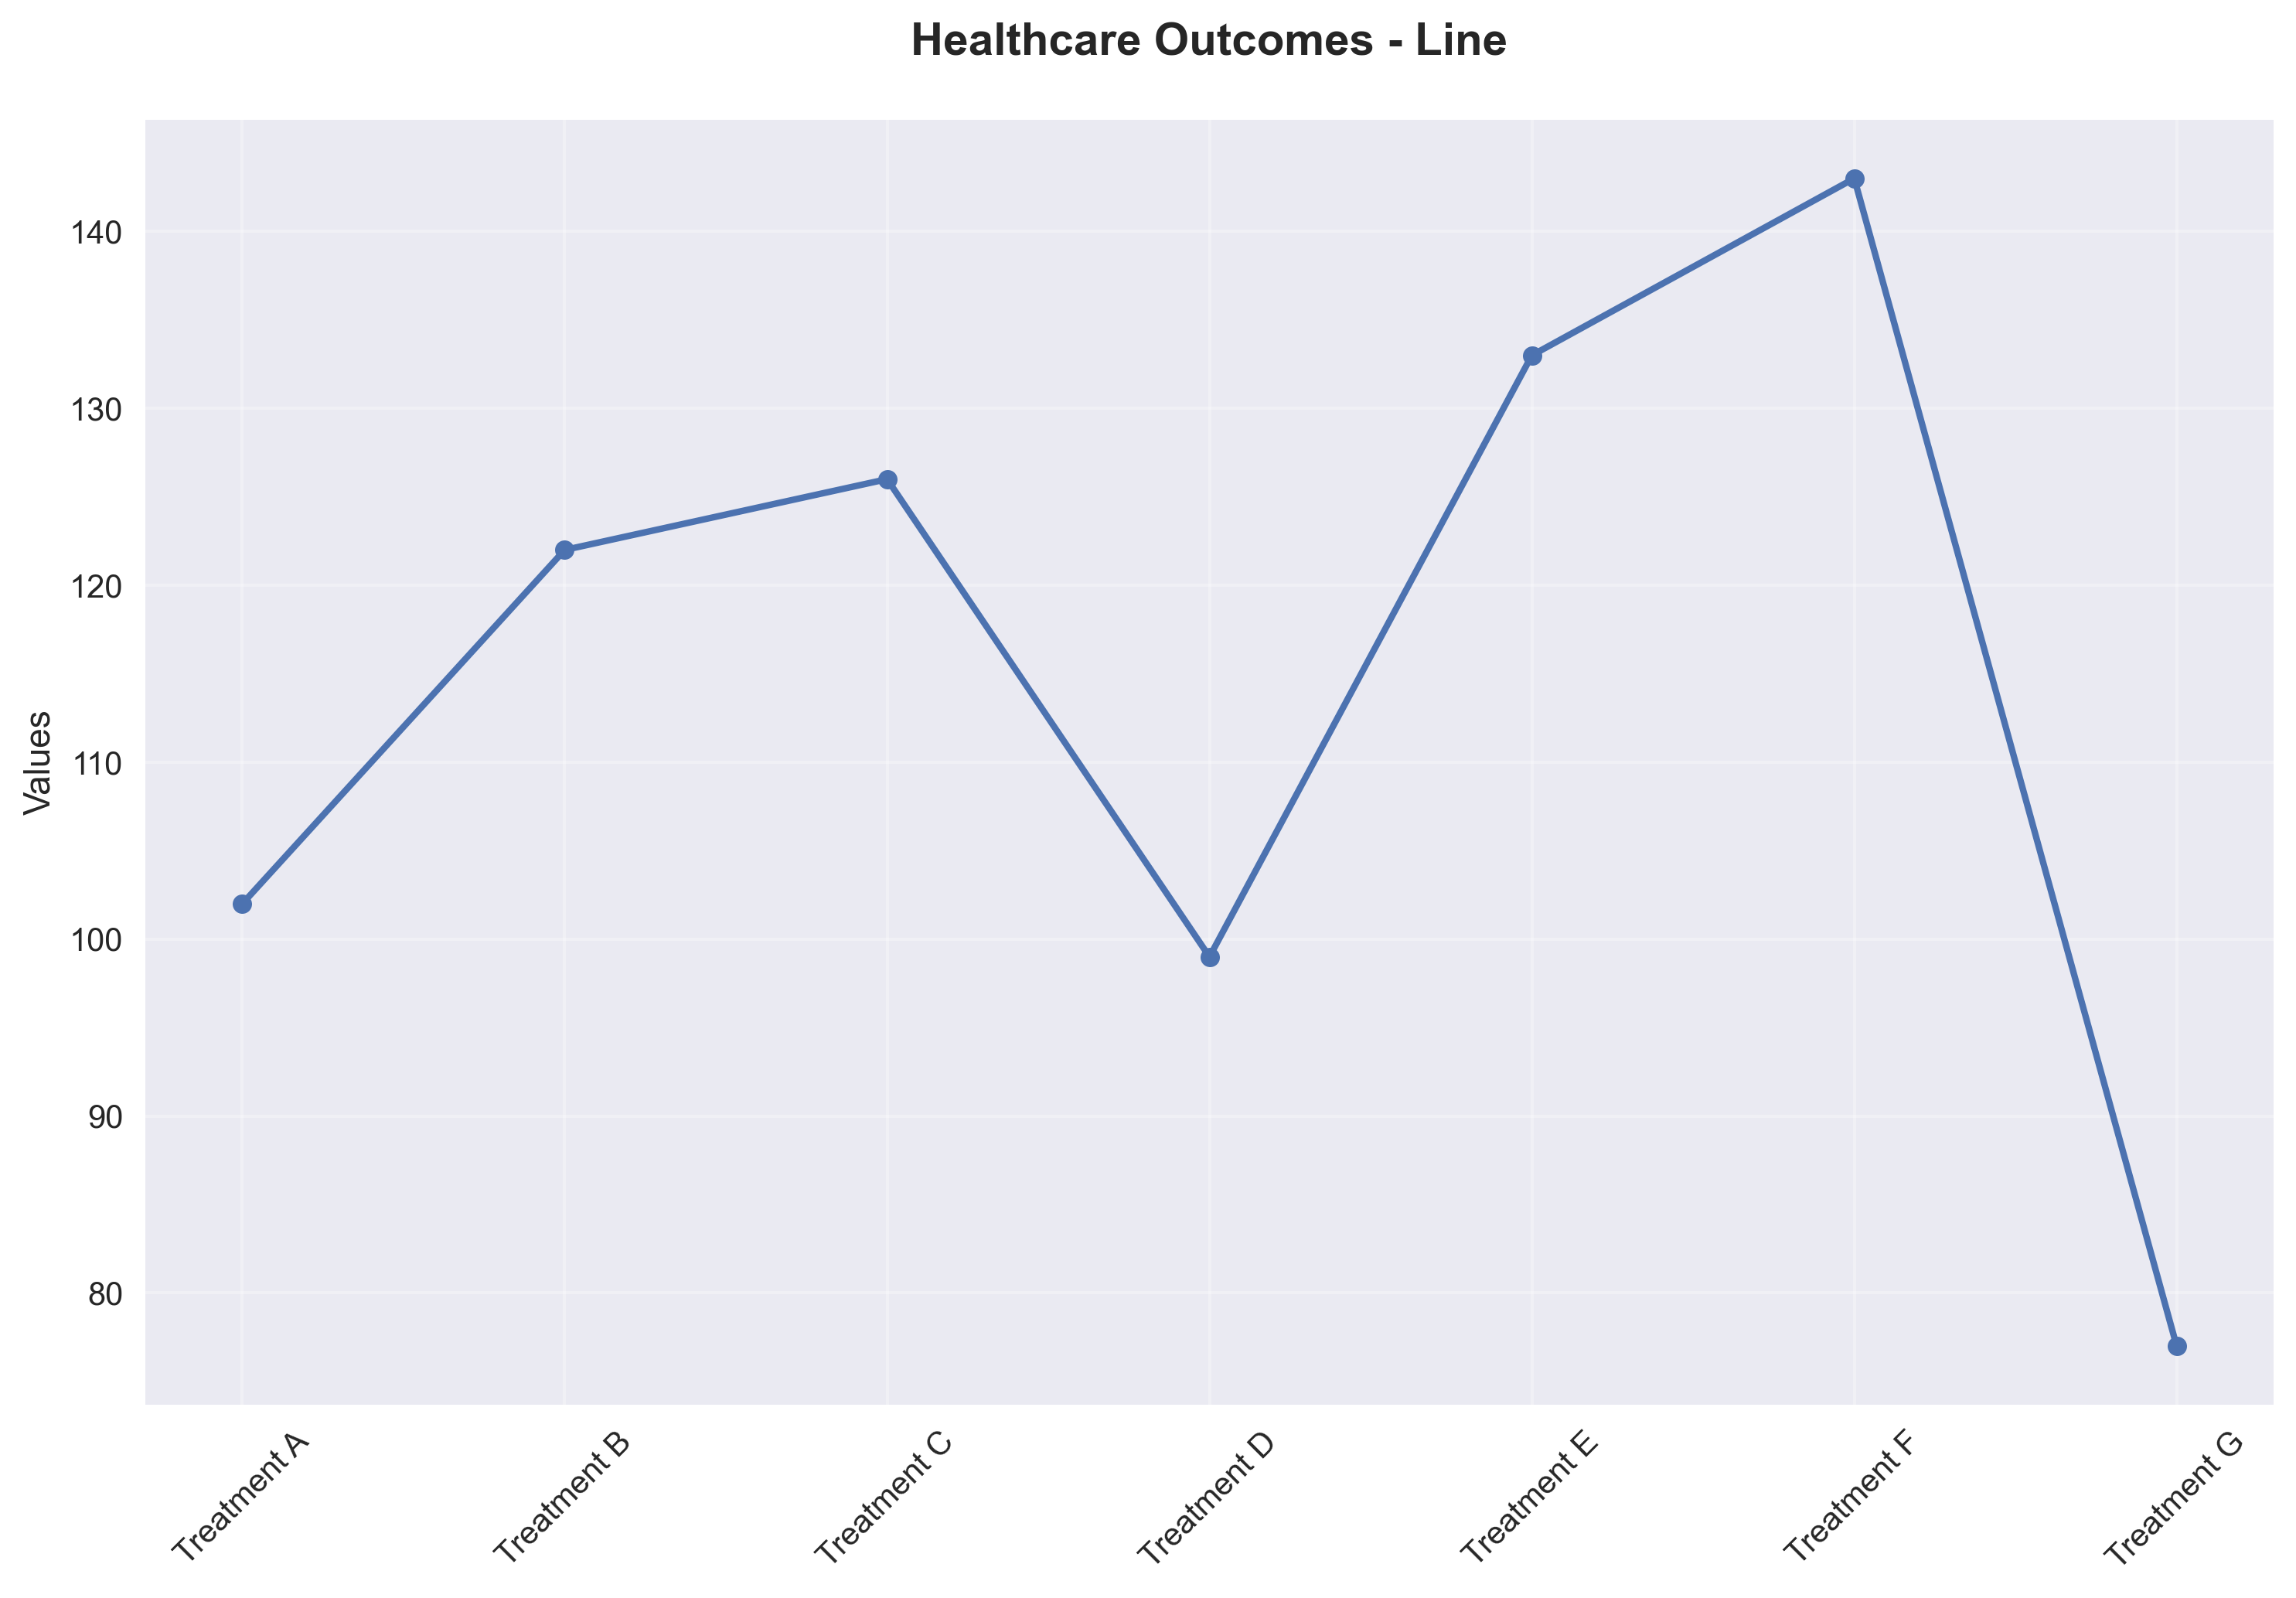 Healthcare Outcomes - Line
Values
140
130
120
110
100
90
80
Treatment A
Treatment B
Treatment C
Treatment D
Treatment E
Treatment F
Treatment G